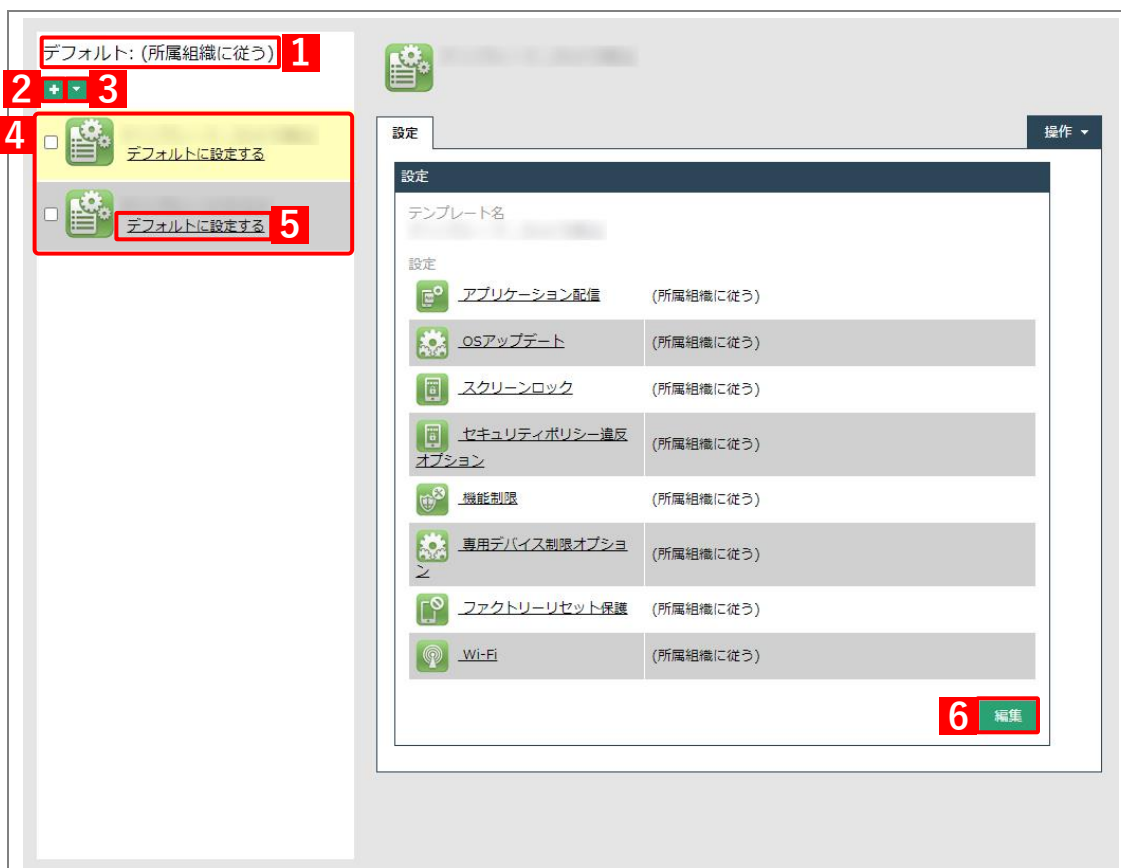 デフォルト: (所属組織に従う) 1
2 3
4
デフォルトに設定する
デフォルトに設定する 5
設定
操作
設定
テンプレート名
設定
アプリケーション配信 (所属組織に従う)
OSアップデート (所属組織に従う)
スクリーンロック (所属組織に従う)
セキュリティポリシー違反
オプション (所属組織に従う)
機能制限 (所属組織に従う)
専用デバイス制限オプショ
ン (所属組織に従う)
ファクトリーリセット保護 (所属組織に従う)
Wi-Fi (所属組織に従う)
6 編集